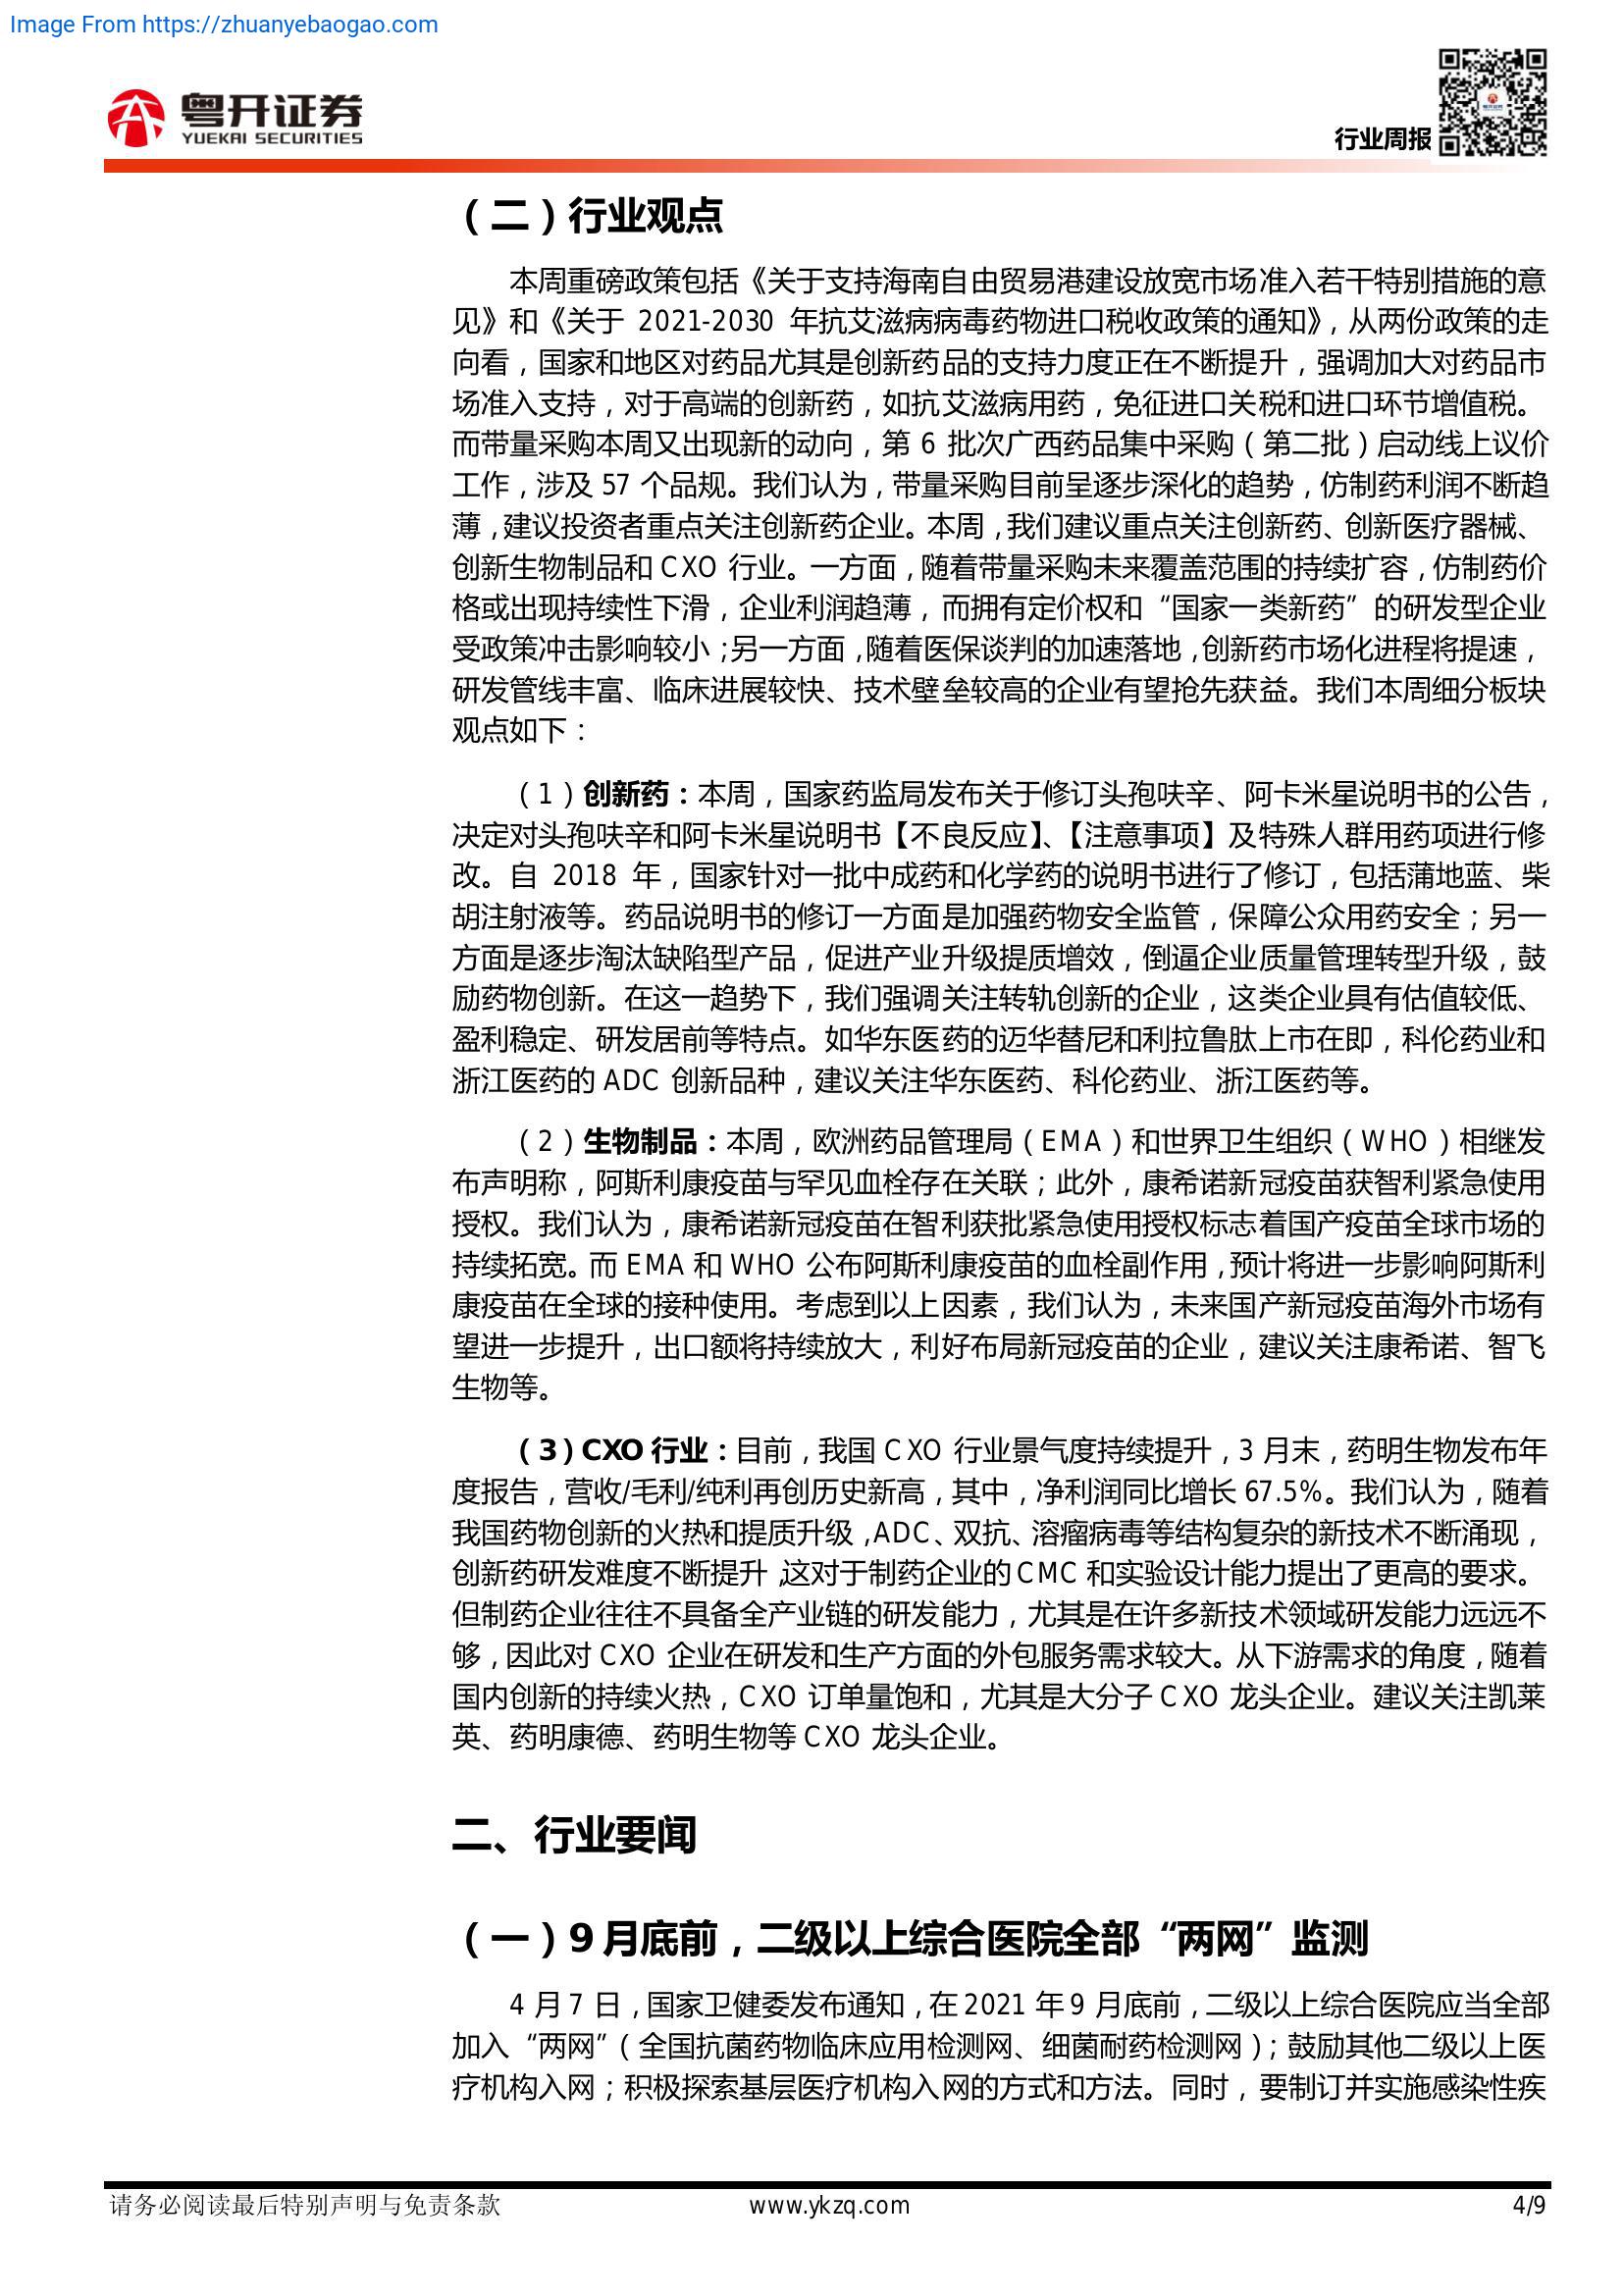 Image From https://zhuanyebaogao.com
粤开证券
YUEKAI SECURITIES
行业周报
（二）行业观点
本周重磅政策包括《关于支持海南自由贸易港建设放宽市场准入若干特别措施的意
见》和《关于 2021-2030 年抗艾滋病病毒药物进口税收政策的通知》，从两份政策的走
向看，国家和地区对药品尤其是创新药品的支持力度正在不断提升，强调加大对药品市
场准入支持，对于高端的创新药，如抗艾滋病用药，免征进口关税和进口环节增值税。
而带量采购本周又出现新的动向，第 6 批次广西药品集中采购（第二批）启动线上议价
工作，涉及 57 个品规。我们认为，带量采购目前呈逐步深化的趋势，仿制药利润不断趋
薄，建议投资者重点关注创新药企业。本周，我们建议重点关注创新药、创新医疗器械、
创新生物制品和 CXO 行业。一方面，随着带量采购未来覆盖范围的持续扩容，仿制药价
格或出现持续性下滑，企业利润趋薄，而拥有定价权和“国家一类新药”的研发型企业
受政策冲击影响较小；另一方面，随着医保谈判的加速落地，创新药市场化进程将提速，
研发管线丰富、临床进展较快、技术壁垒较高的企业有望抢先获益。我们本周细分板块
观点如下：
（1）创新药：本周，国家药监局发布关于修订头孢呋辛、阿卡米星说明书的公告，
决定对头孢呋辛和阿卡米星说明书【不良反应】、【注意事项】及特殊人群用药项进行修
改。自 2018 年，国家针对一批中成药和化学药的说明书进行了修订，包括蒲地蓝、柴
胡注射液等。药品说明书的修订一方面是加强药物安全监管，保障公众用药安全；另一
方面是逐步淘汰缺陷型产品，促进产业升级提质增效，倒逼企业质量管理转型升级，鼓
励药物创新。在这一趋势下，我们强调关注转轨创新的企业，这类企业具有估值较低、
盈利稳定、研发居前等特点。如华东医药的迈华替尼和利拉鲁肽上市在即，科伦药业和
浙江医药的 ADC 创新品种，建议关注华东医药、科伦药业、浙江医药等。
（2）生物制品：本周，欧洲药品管理局（EMA）和世界卫生组织（WHO）相继发
布声明称，阿斯利康疫苗与罕见血栓存在关联；此外，康希诺新冠疫苗获智利紧急使用
授权。我们认为，康希诺新冠疫苗在智利获批紧急使用授权标志着国产疫苗全球市场的
持续拓宽。而 EMA 和 WHO 公布阿斯利康疫苗的血栓副作用，预计将进一步影响阿斯利
康疫苗在全球的接种使用。考虑到以上因素，我们认为，未来国产新冠疫苗海外市场有
望进一步提升，出口额将持续放大，利好布局新冠疫苗的企业，建议关注康希诺、智飞
生物等。
（3）CXO 行业：目前，我国 CXO 行业景气度持续提升，3 月末，药明生物发布年
度报告，营收/毛利/纯利再创历史新高，其中，净利润同比增长 67.5%。我们认为，随着
我国药物创新的火热和提质升级，ADC、双抗、溶瘤病毒等结构复杂的新技术不断涌现，
创新药研发难度不断提升，这对于制药企业的 CMC 和实验设计能力提出了更高的要求。
但制药企业往往不具备全产业链的研发能力，尤其是在许多新技术领域研发能力远远不
够，因此对 CXO 企业在研发和生产方面的外包服务需求较大。从下游需求的角度，随着
国内创新的持续火热，CXO 订单量饱和，尤其是大分子 CXO 龙头企业。建议关注凯莱
英、药明康德、药明生物等 CXO 龙头企业。
二、行业要闻
（一）9 月底前，二级以上综合医院全部“两网”监测
4 月 7 日，国家卫健委发布通知，在 2021 年 9 月底前，二级以上综合医院应当全部
加入“两网”（全国抗菌药物临床应用检测网、细菌耐药检测网）；鼓励其他二级以上医
疗机构入网；积极探索基层医疗机构入网的方式和方法。同时，要制订并实施感染性疾
请务必阅读最后特别声明与免责条款
www.ykzq.com
4/9